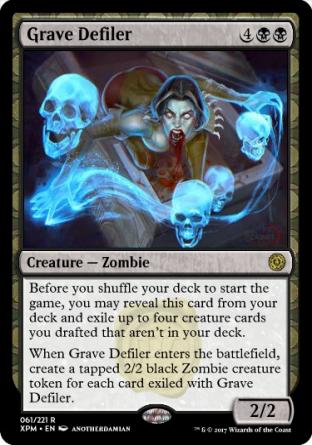 Grave Defiler 4
Creature — Zombie
Before you shuffle your deck to start the
game, you may reveal this card from your
deck and exile up to four creature cards
you drafted that aren't in your deck.
When Grave Defiler enters the battlefield,
create a tapped 2/2 black Zombie creature
token for each card exiled with Grave
Defiler.
2/2
061/221 R
XPM • EN ANOTHERDAMIAN
™ & © 2017 Wizards of the Coast